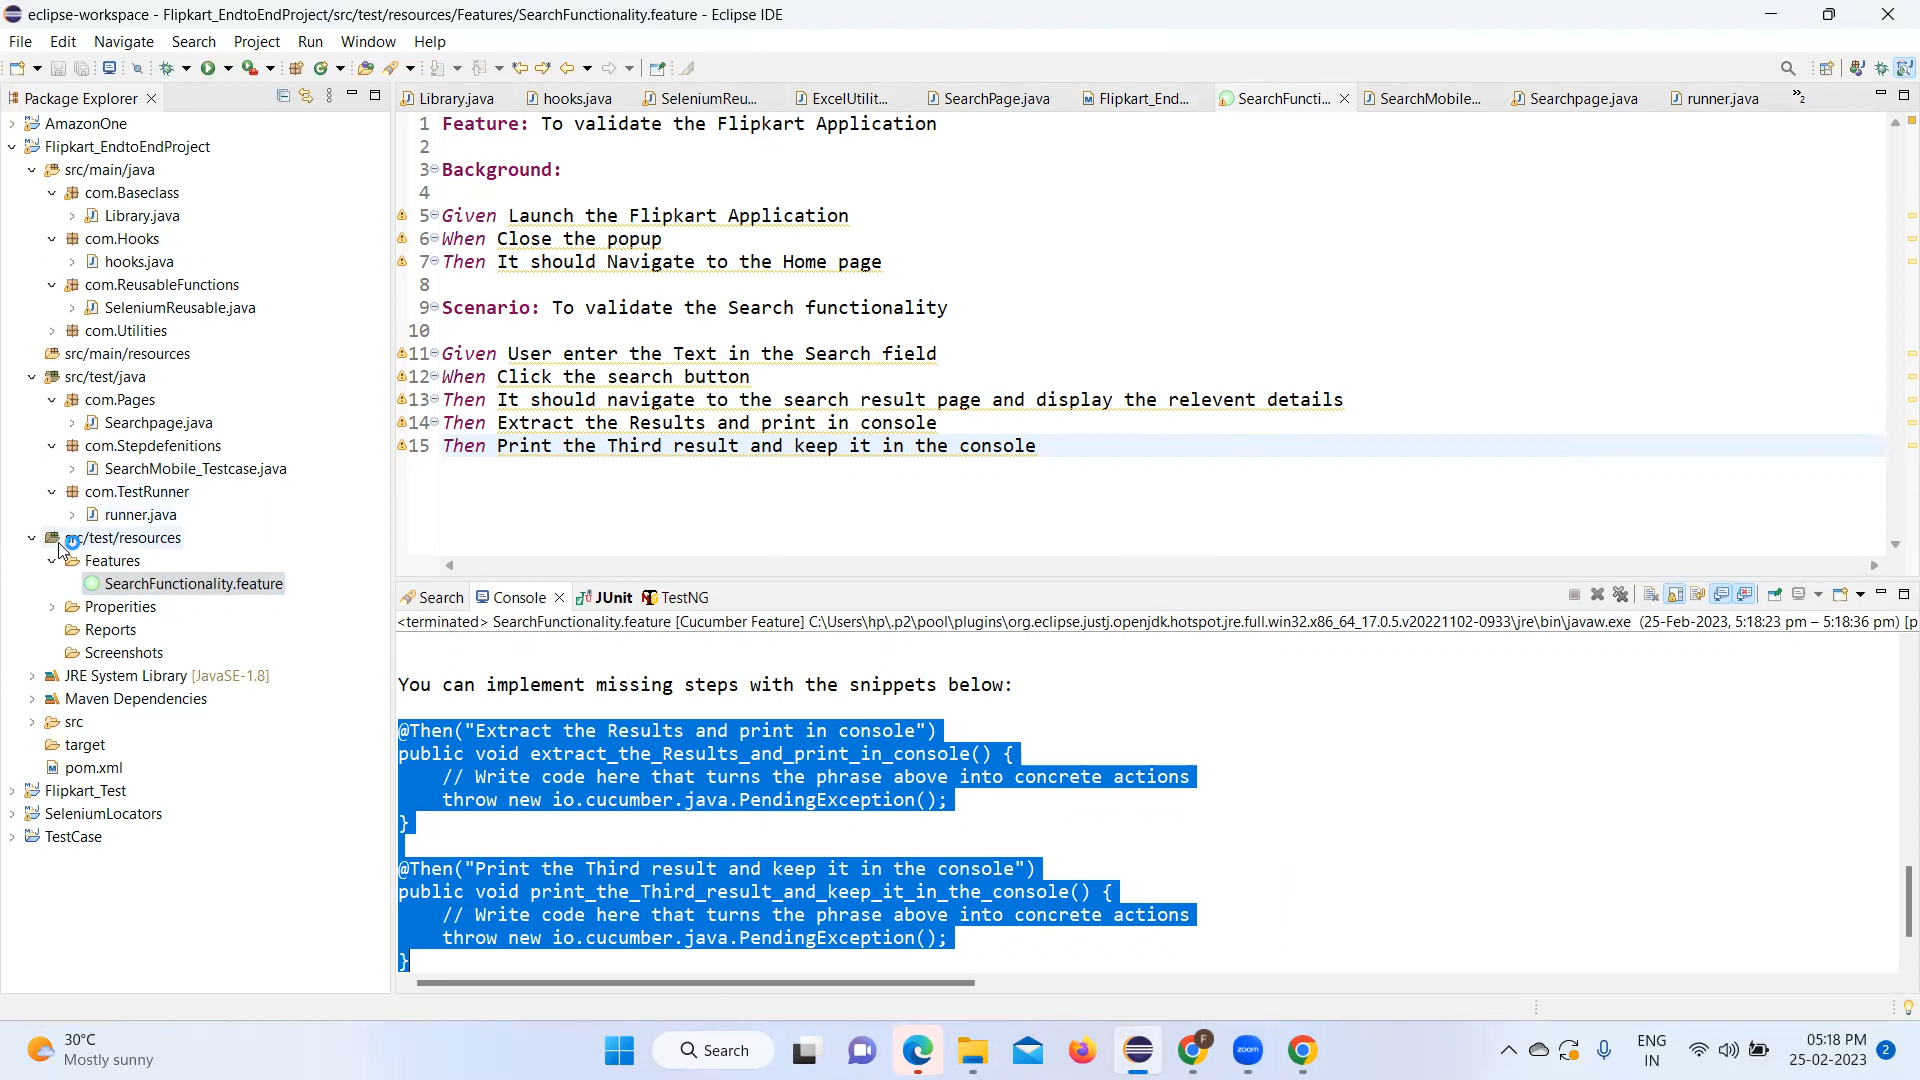 eclipse-workspace - Flipkart_EndtoEndProject/src/test/resources/Features/SearchFunctionality.feature - Eclipse IDE
File Edit Navigate Search Project Run Window Help
Package Explorer
Library.java hooks.java SeleniumReu... ExcelUtilit... SearchPage.java Flipkart_End... SearchFuncti... SearchMobile... Searchpage.java runner.java »2
AmazonOne
Flipkart_EndtoEndProject
src/main/java
com.Baseclass
Library.java
com.Hooks
hooks.java
com.ReusableFunctions
SeleniumReusable.java
com.Utilities
src/main/resources
src/test/java
com.Pages
Searchpage.java
com.Stepdefenitions
SearchMobile_Testcase.java
com.TestRunner
runner.java
/test/resources
Features
SearchFunctionality.feature
Properities
Reports
Screenshots
JRE System Library [JavaSE-1.8]
Maven Dependencies
src
target
pom.xml
Flipkart_Test
SeleniumLocators
TestCase
1 Feature: To validate the Flipkart Application
2
3 Background:
4
5 Given Launch the Flipkart Application
6 When Close the popup
7 Then It should Navigate to the Home page
8
9 Scenario: To validate the Search functionality
10
11 Given User enter the Text in the Search field
12 When Click the search button
13 Then It should navigate to the search result page and display the relevent details
14 Then Extract the Results and print in console
15 Then Print the Third result and keep it in the console
Search Console JUnit TestNG
<terminated> SearchFunctionality.feature [Cucumber Feature] C:\Users\hp\.p2\pool\plugins\org.eclipse.justj.openjdk.hotspot.jre.full.win32.x86_64_17.0.5.v20221102-0933\jre\bin\javaw.exe (25-Feb-2023, 5:18:23 pm – 5:18:36 pm) [p
You can implement missing steps with the snippets below:
@Then("Extract the Results and print in console")
public void extract_the_Results_and_print_in_console() {
// Write code here that turns the phrase above into concrete actions
throw new io.cucumber.java.PendingException();
}
@Then("Print the Third result and keep it in the console")
public void print_the_Third_result_and_keep_it_in_the_console() {
// Write code here that turns the phrase above into concrete actions
throw new io.cucumber.java.PendingException();
}
30°C
Mostly sunny
Search
F
zoom
ENG
IN
05:18 PM
25-02-2023
2